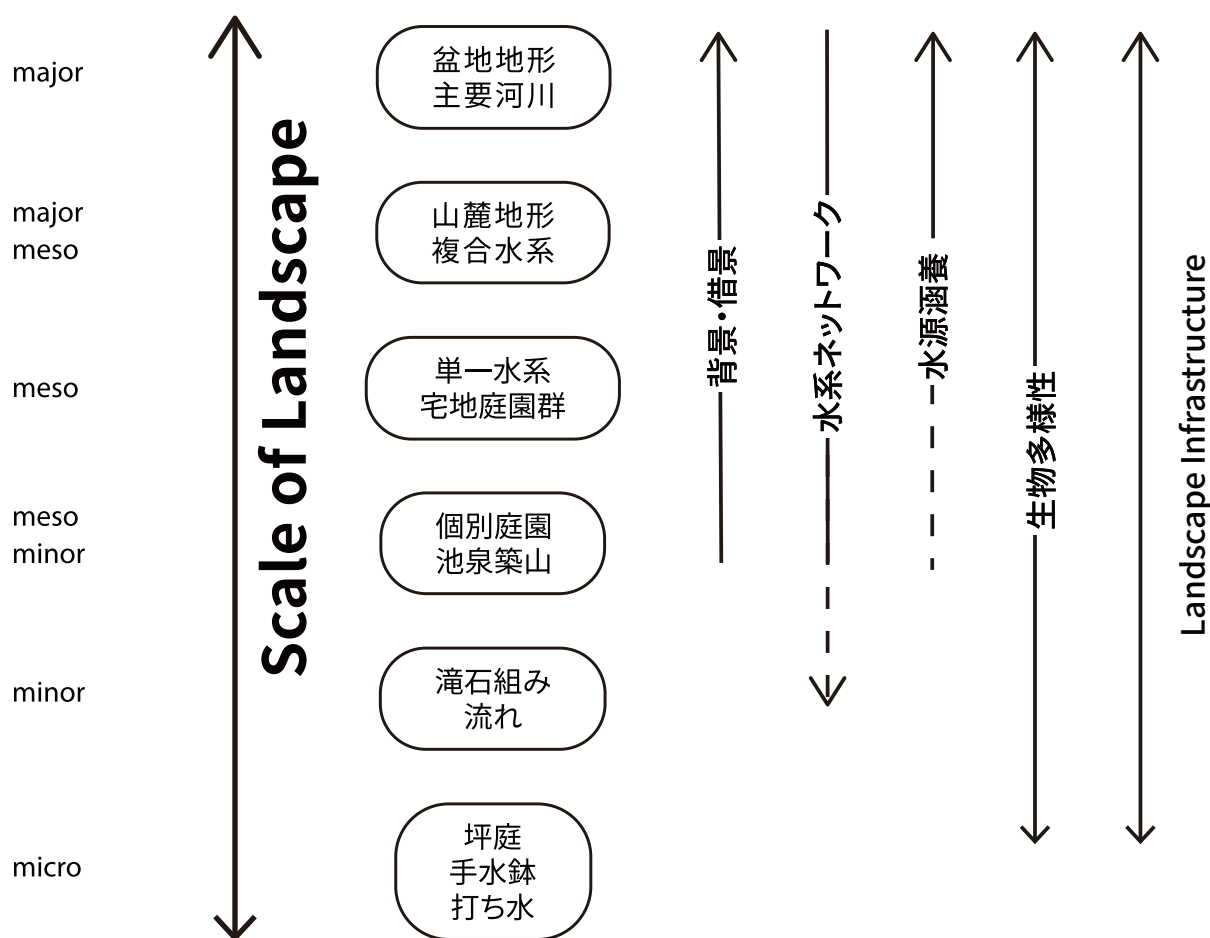 major
盆地地形
主要河川
major
meso
山麓地形
複合水系
meso
単一水系
宅地庭園群
meso
minor
個別庭園
池泉築山
minor
滝石組み
流れ
micro
坪庭
手水鉢
打ち水
Scale of Landscape
背景・借景
水系ネットワーク
水源涵養
生物多様性
Landscape Infrastructure